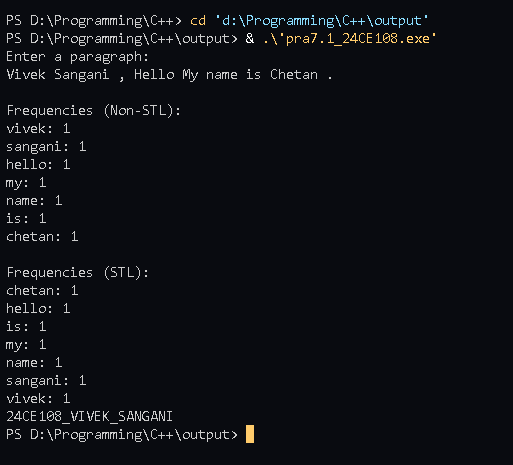 PS D:\Programming\C++> cd 'd:\Programming\C++\output'
PS D:\Programming\C++\output> & .\'pra7.1_24CE108.exe'
Enter a paragraph:
Vivek Sangani , Hello My name is Chetan .
Frequencies (Non-STL):
vivek: 1
sangani: 1
hello: 1
my: 1
name: 1
is: 1
chetan: 1
Frequencies (STL):
chetan: 1
hello: 1
is: 1
my: 1
name: 1
sangani: 1
vivek: 1
24CE108_VIVEK_SANGANI
PS D:\Programming\C++\output>